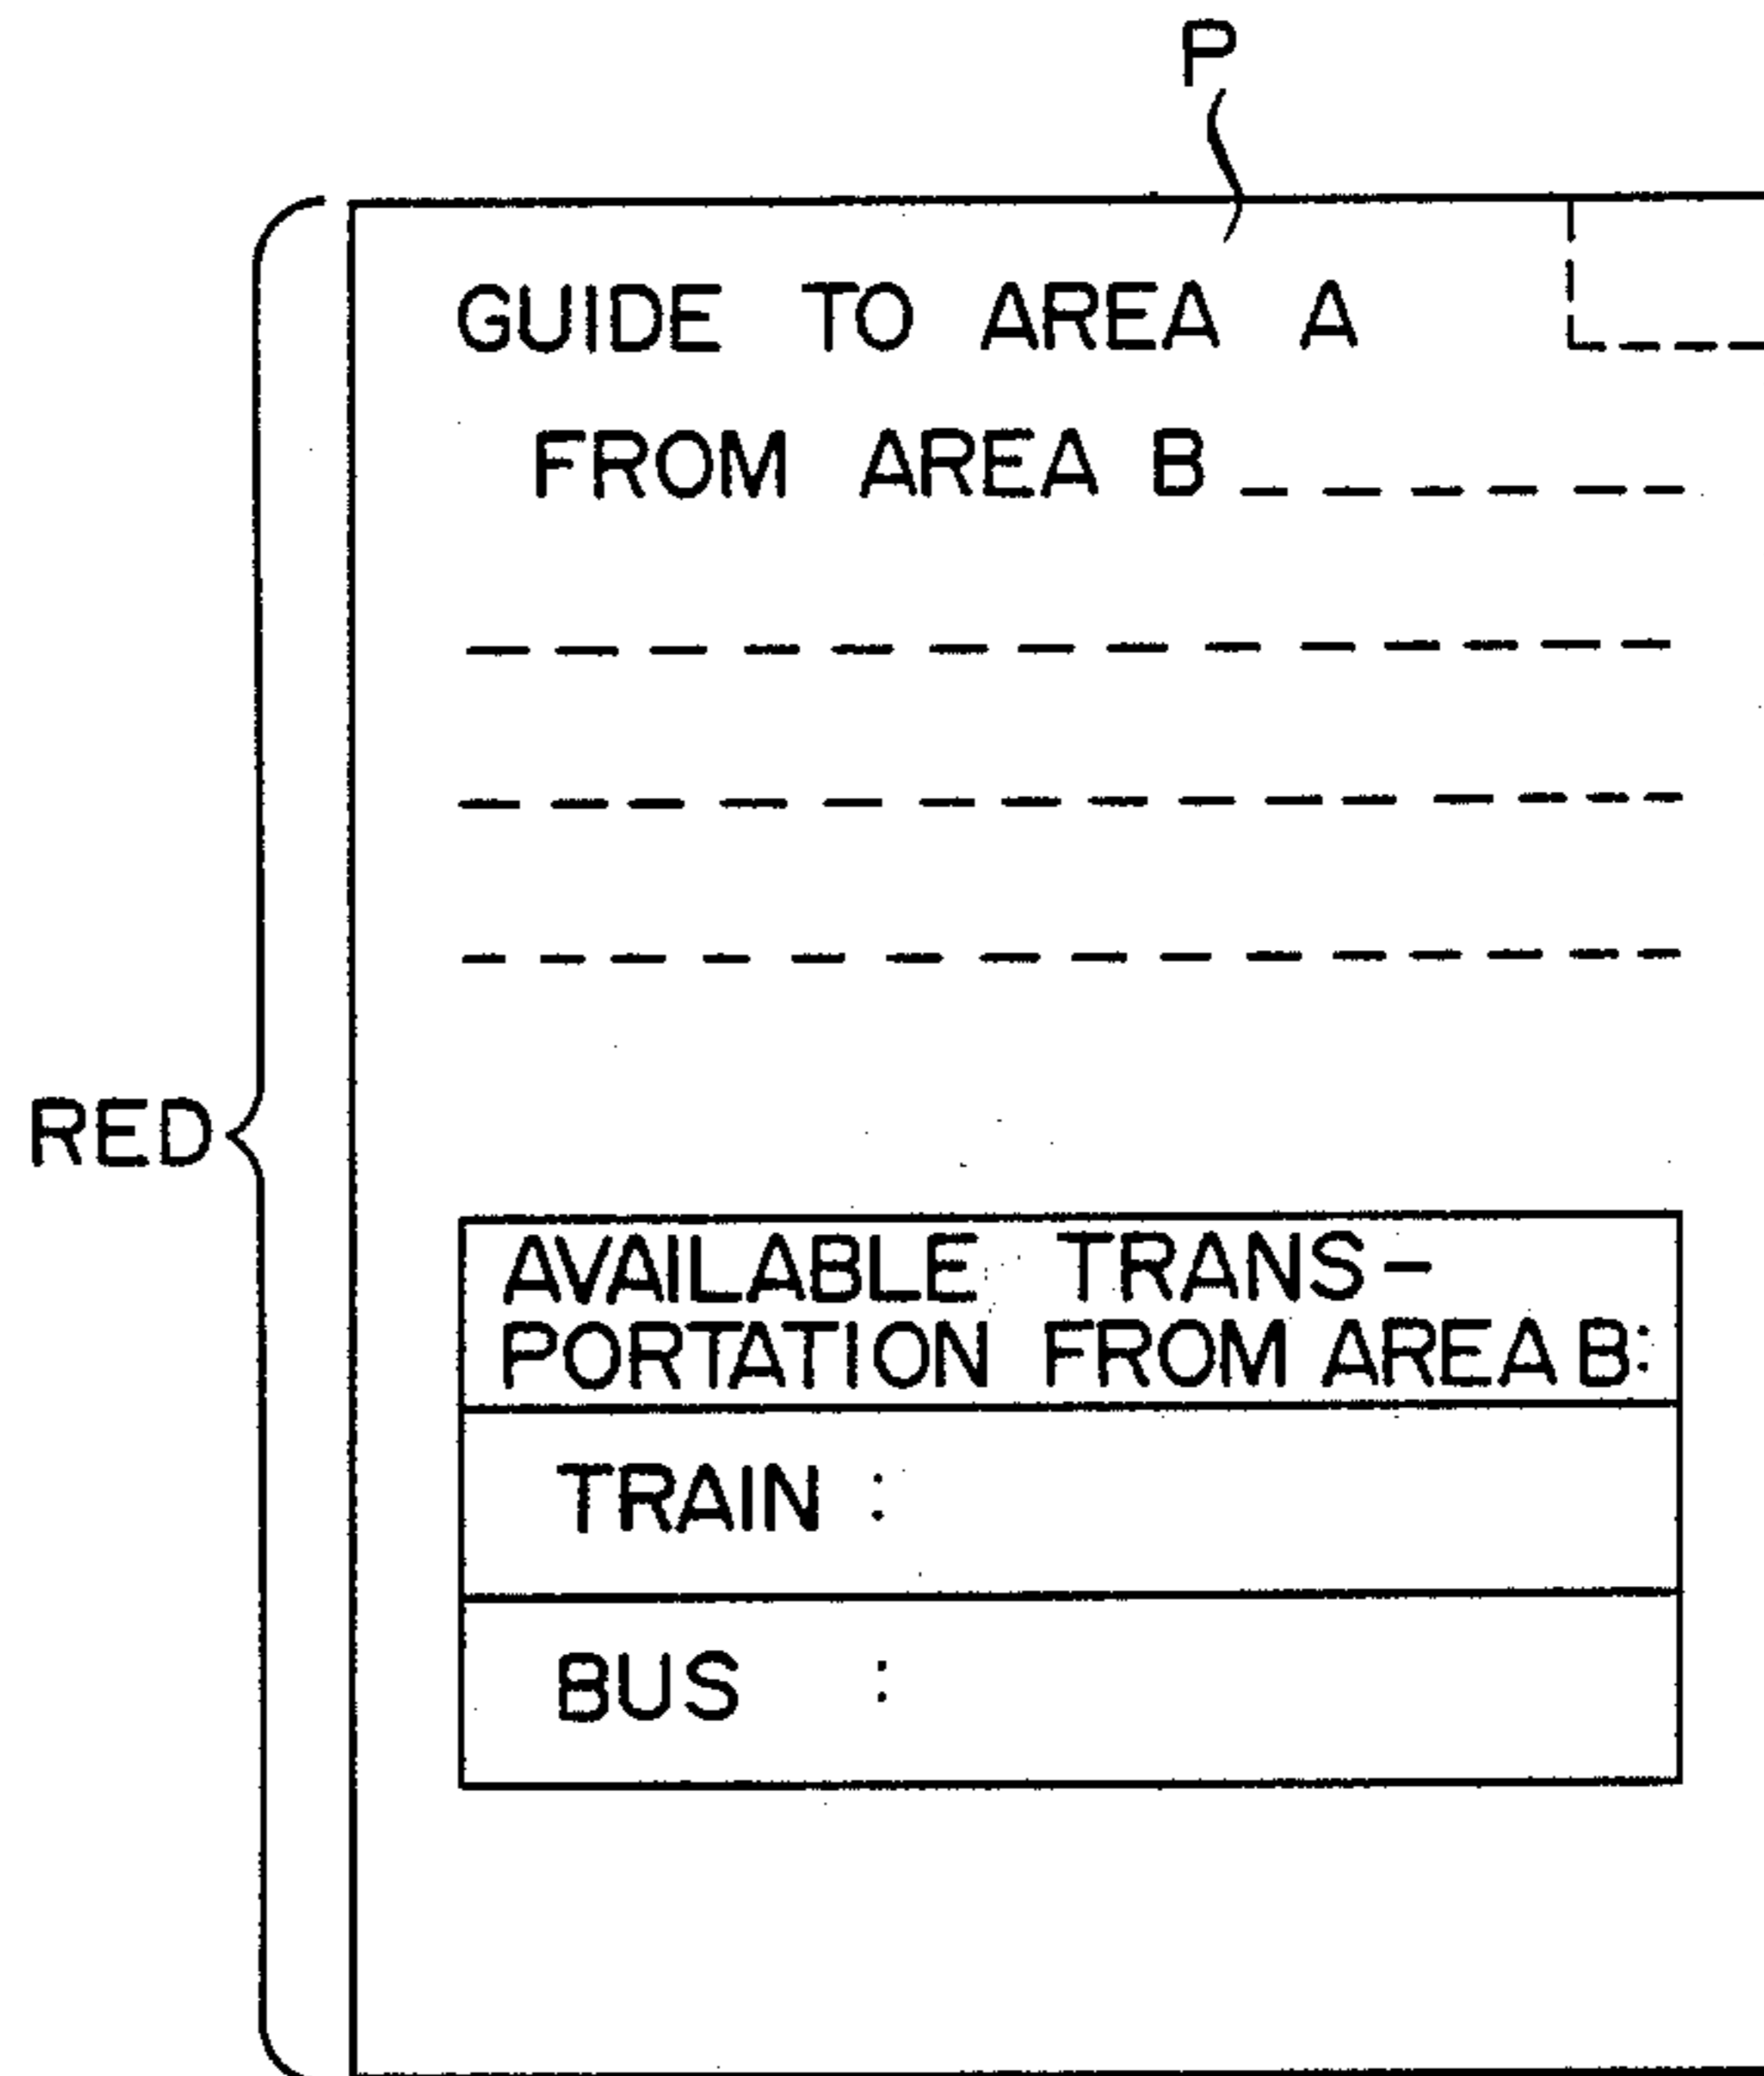 P
GUIDE TO AREA A
FROM AREA B
RED
AVAILABLE TRANS-
PORTATION FROM AREA B:
TRAIN :
BUS :